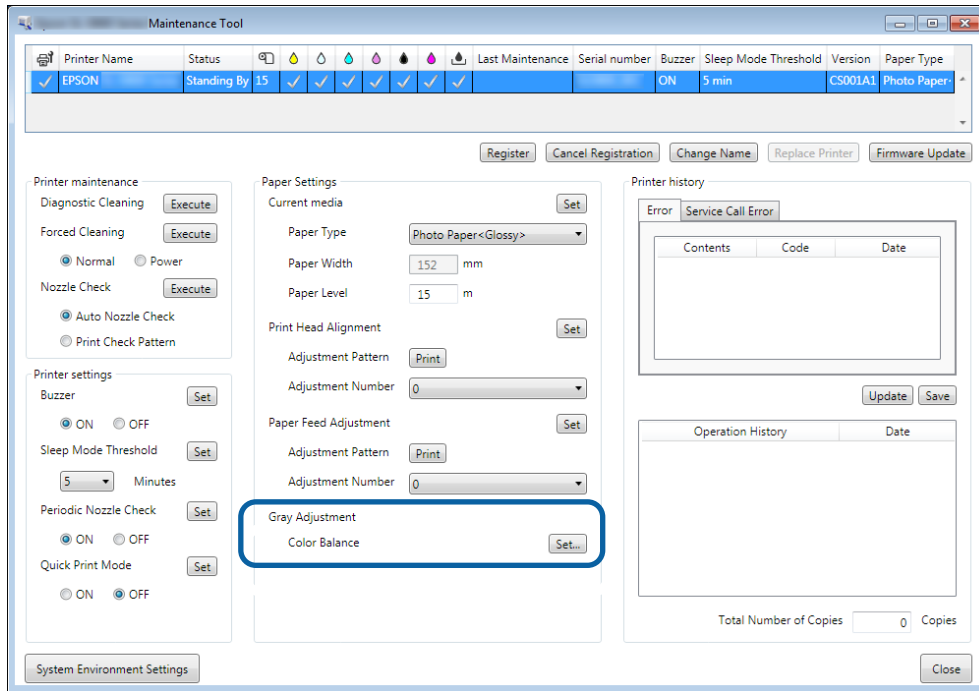 Maintenance Tool
Printer Name Status Last Maintenance Serial number Buzzer Sleep Mode Threshold Version Paper Type
EPSON Standing By 15 ON 5 min CS001A1 Photo Paper
Register Cancel Registration Change Name Replace Printer Firmware Update
Printer maintenance
Diagnostic Cleaning Execute
Forced Cleaning Execute
Normal Power
Nozzle Check Execute
Auto Nozzle Check
Print Check Pattern
Printer settings
Buzzer Set
ON OFF
Sleep Mode Threshold Set
5 Minutes
Periodic Nozzle Check Set
ON OFF
Quick Print Mode Set
ON OFF
Paper Settings
Current media Set
Paper Type Photo Paper<Glossy>
Paper Width 152 mm
Paper Level 15 m
Print Head Alignment Set
Adjustment Pattern Print
Adjustment Number 0
Paper Feed Adjustment Set
Adjustment Pattern Print
Adjustment Number 0
Gray Adjustment
Color Balance Set...
Printer history
Error Service Call Error
Contents Code Date
Update Save
Operation History Date
Total Number of Copies 0 Copies
System Environment Settings Close